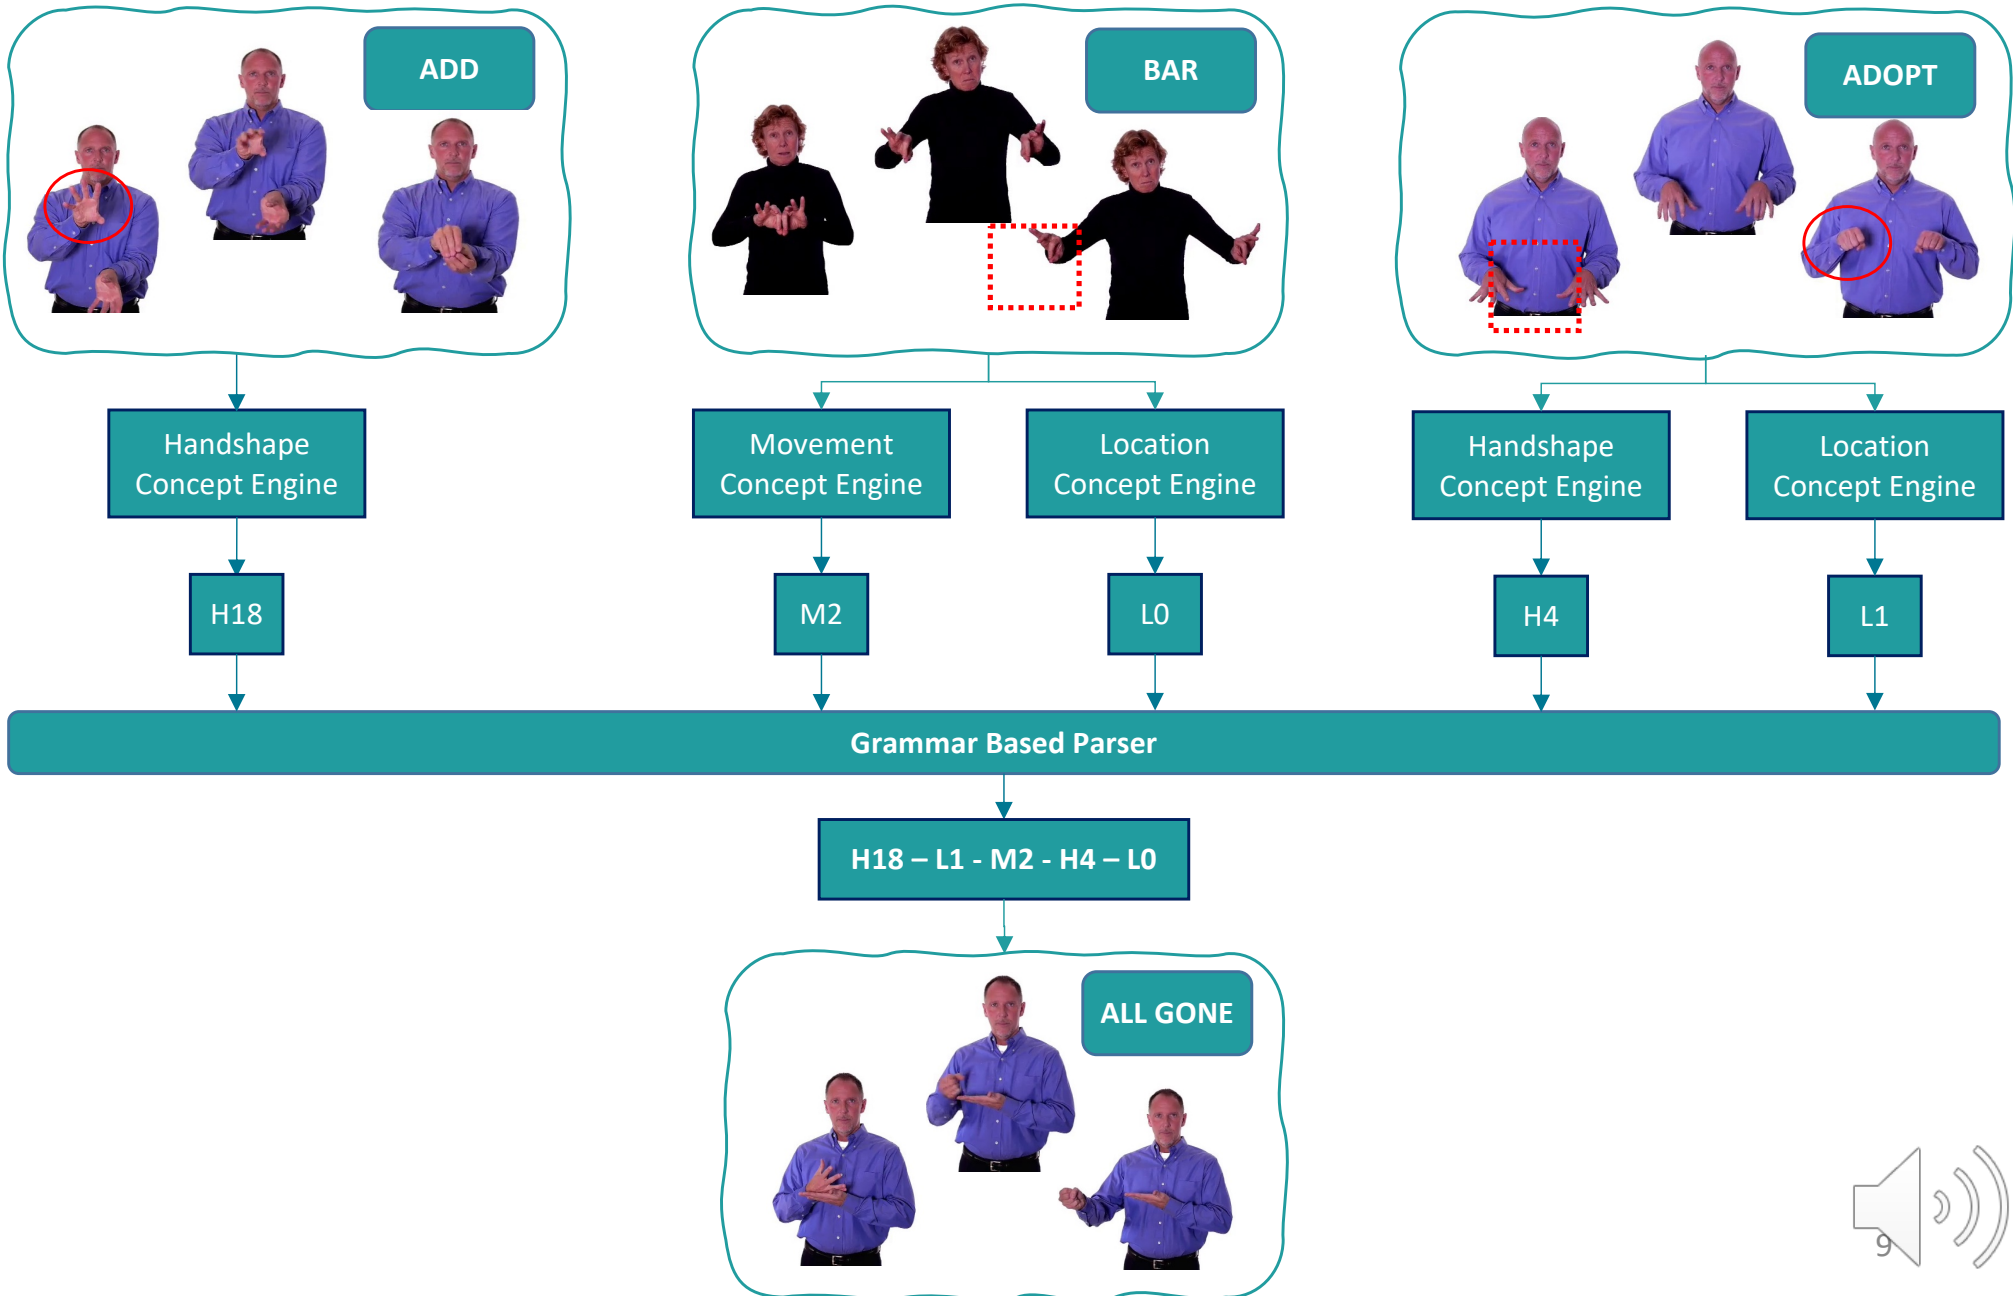 ADD
BAR
ADOPT
Handshape
Concept Engine
Movement
Concept Engine
Location
Concept Engine
Handshape
Concept Engine
Location
Concept Engine
H18
M2
L0
H4
L1
Grammar Based Parser
H18 – L1 - M2 - H4 – L0
ALL GONE
9